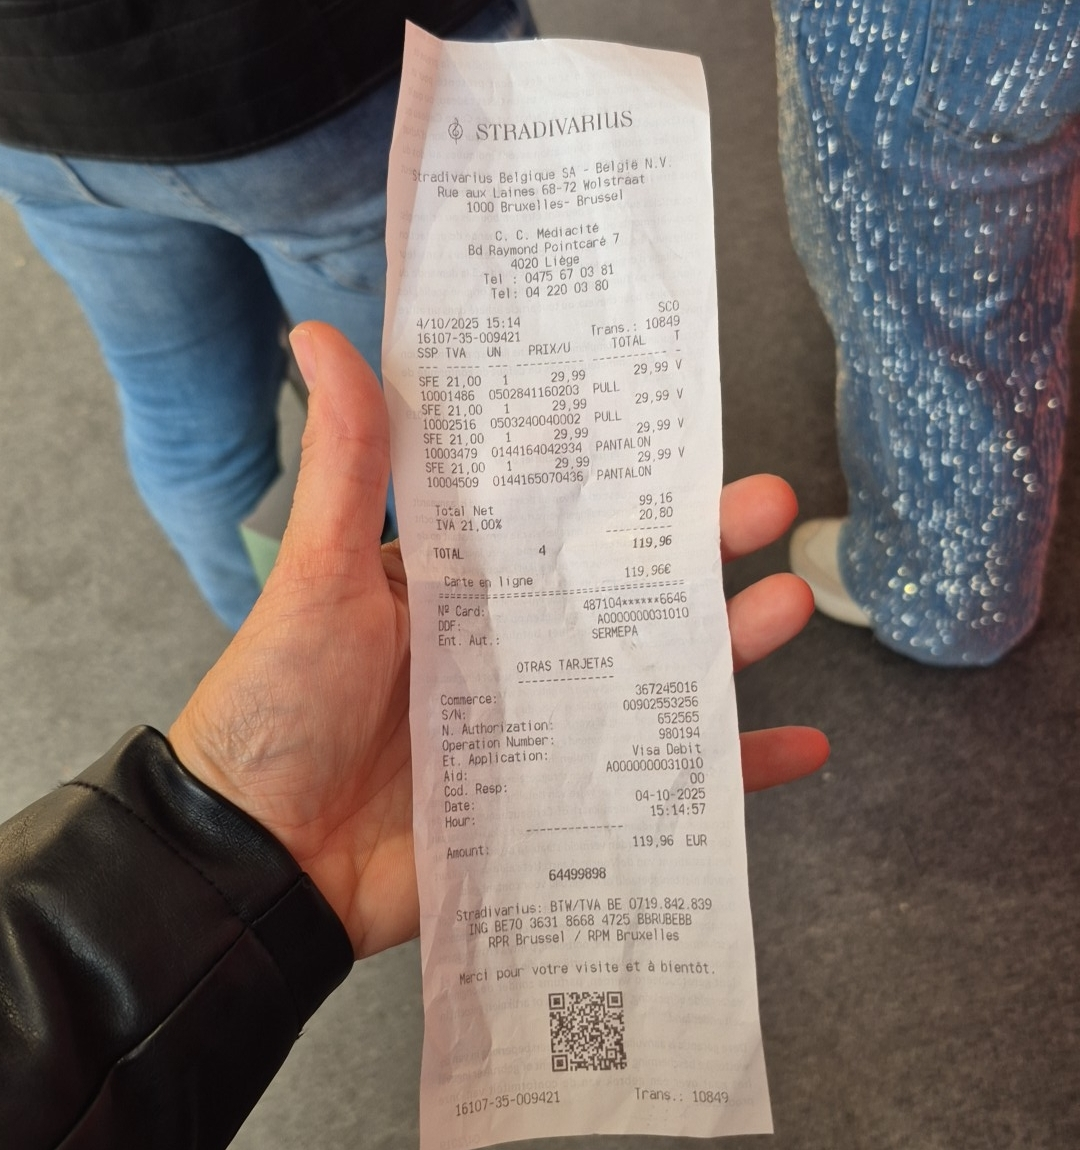 STRADIVARIUS
Stradivarius Belgique SA - België N.V.
Rue aux Laines 68-72 Wolstraat
1000 Bruxelles- Brussel
C. C. Médiacité
Bd Raymond Pointcaré 7
4020 Liège
Tel : 0475 67 03 81
Tel: 04 220 03 80
SCO
4/10/2025 15:14
16107-35-009421 Trans.: 10849
SSP TVA UN PRIX/U TOTAL T
SFE 21,00 1 29,99 29,99 V
10001486 0502841160203 PULL
SFE 21,00 1 29,99 29,99 V
10002516 0503240040002 PULL
SFE 21,00 1 29,99 29,99 V
10003479 0144164042934 PANTALON
SFE 21,00 1 29,99 29,99 V
10004509 0144165070436 PANTALON
Total Net 99,16
IVA 21,00% 20,80
TOTAL 4 119,96
Carte en ligne 119,96€
Nº Card: 487104******6646
DDF: A0000000031010
Ent. Aut.: SERMEPA
OTRAS TARJETAS
Commerce: 367245016
S/N: 00902553256
N. Authorization: 652565
Operation Number: 980194
Et. Application: Visa Debit
Aid: A0000000031010
Cod. Resp: 00
Date: 04-10-2025
Hour: 15:14:57
Amount: 119,96 EUR
64499898
Stradivarius: BTW/TVA BE 0719.842.839
ING BE70 3631 8668 4725 BBRUBEBB
RPR Brussel / RPM Bruxelles
Merci pour votre visite et à bientôt.
16107-35-009421 Trans.: 10849